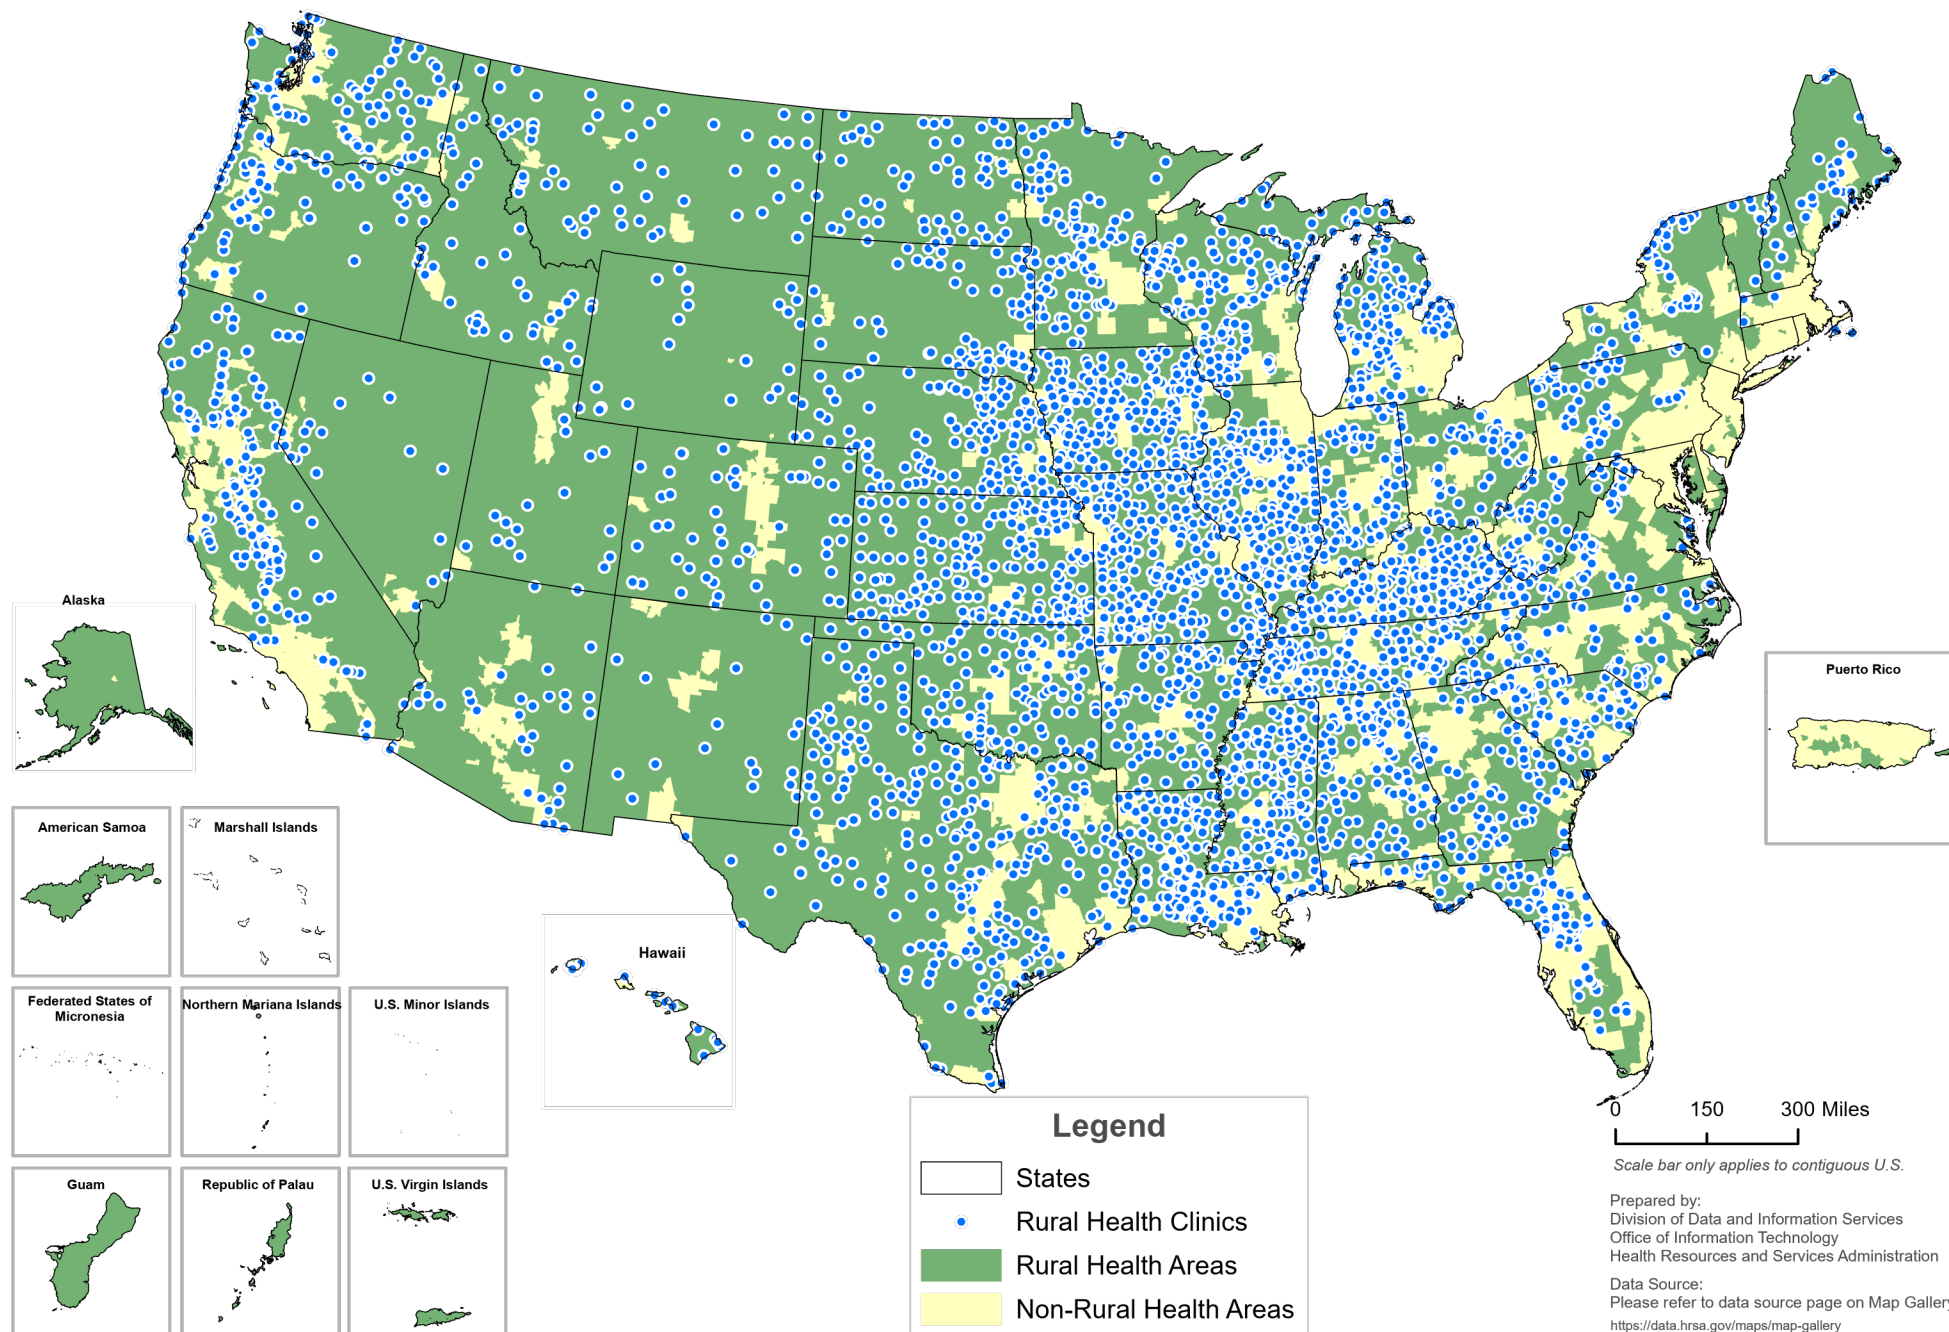 Alaska
Puerto Rico
American Samoa
Marshall Islands
Hawaii
Federated States of
Micronesia
Northern Mariana Islands
U.S. Minor Islands
Guam
Republic of Palau
U.S. Virgin Islands
Legend
States
Rural Health Clinics
Rural Health Areas
Non-Rural Health Areas
0 150 300 Miles
Scale bar only applies to contiguous U.S.
Prepared by:
Division of Data and Information Services
Office of Information Technology
Health Resources and Services Administration
Data Source:
Please refer to data source page on Map Gallery
https://data.hrsa.gov/maps/map-gallery